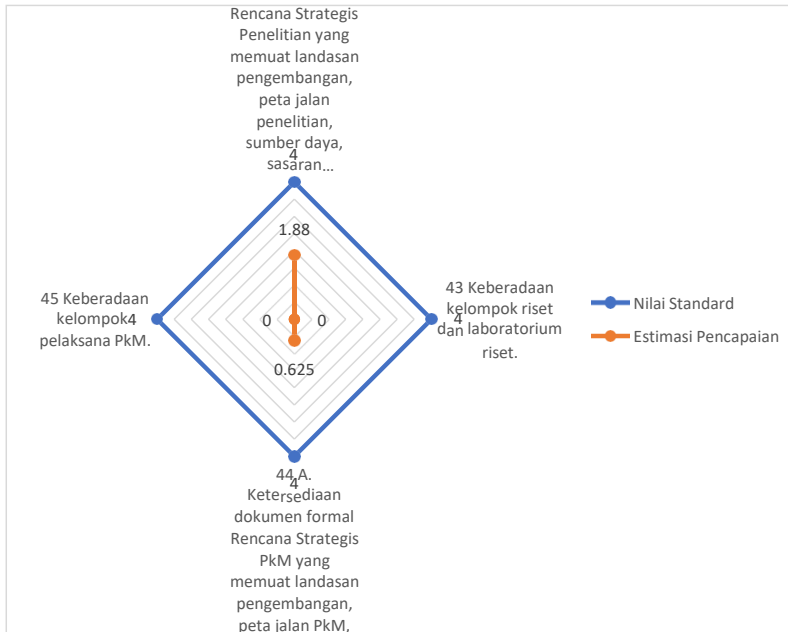 Rencana Strategis
Penelitian yang
memuat landasan
pengembangan,
peta jalan
penelitian,
sumber daya,
4
sasaran...
1.88
45 Keberadaan
kelompok
4
pelaksana PkM.
0
0
0.625
43 Keberadaan
kelompok riset
4
dan laboratorium
riset.
Nilai Standard
Estimasi Pencapaian
44 A.
4
Ketersediaan
dokumen formal
Rencana Strategis
PkM yang
memuat landasan
pengembangan,
peta jalan PkM,